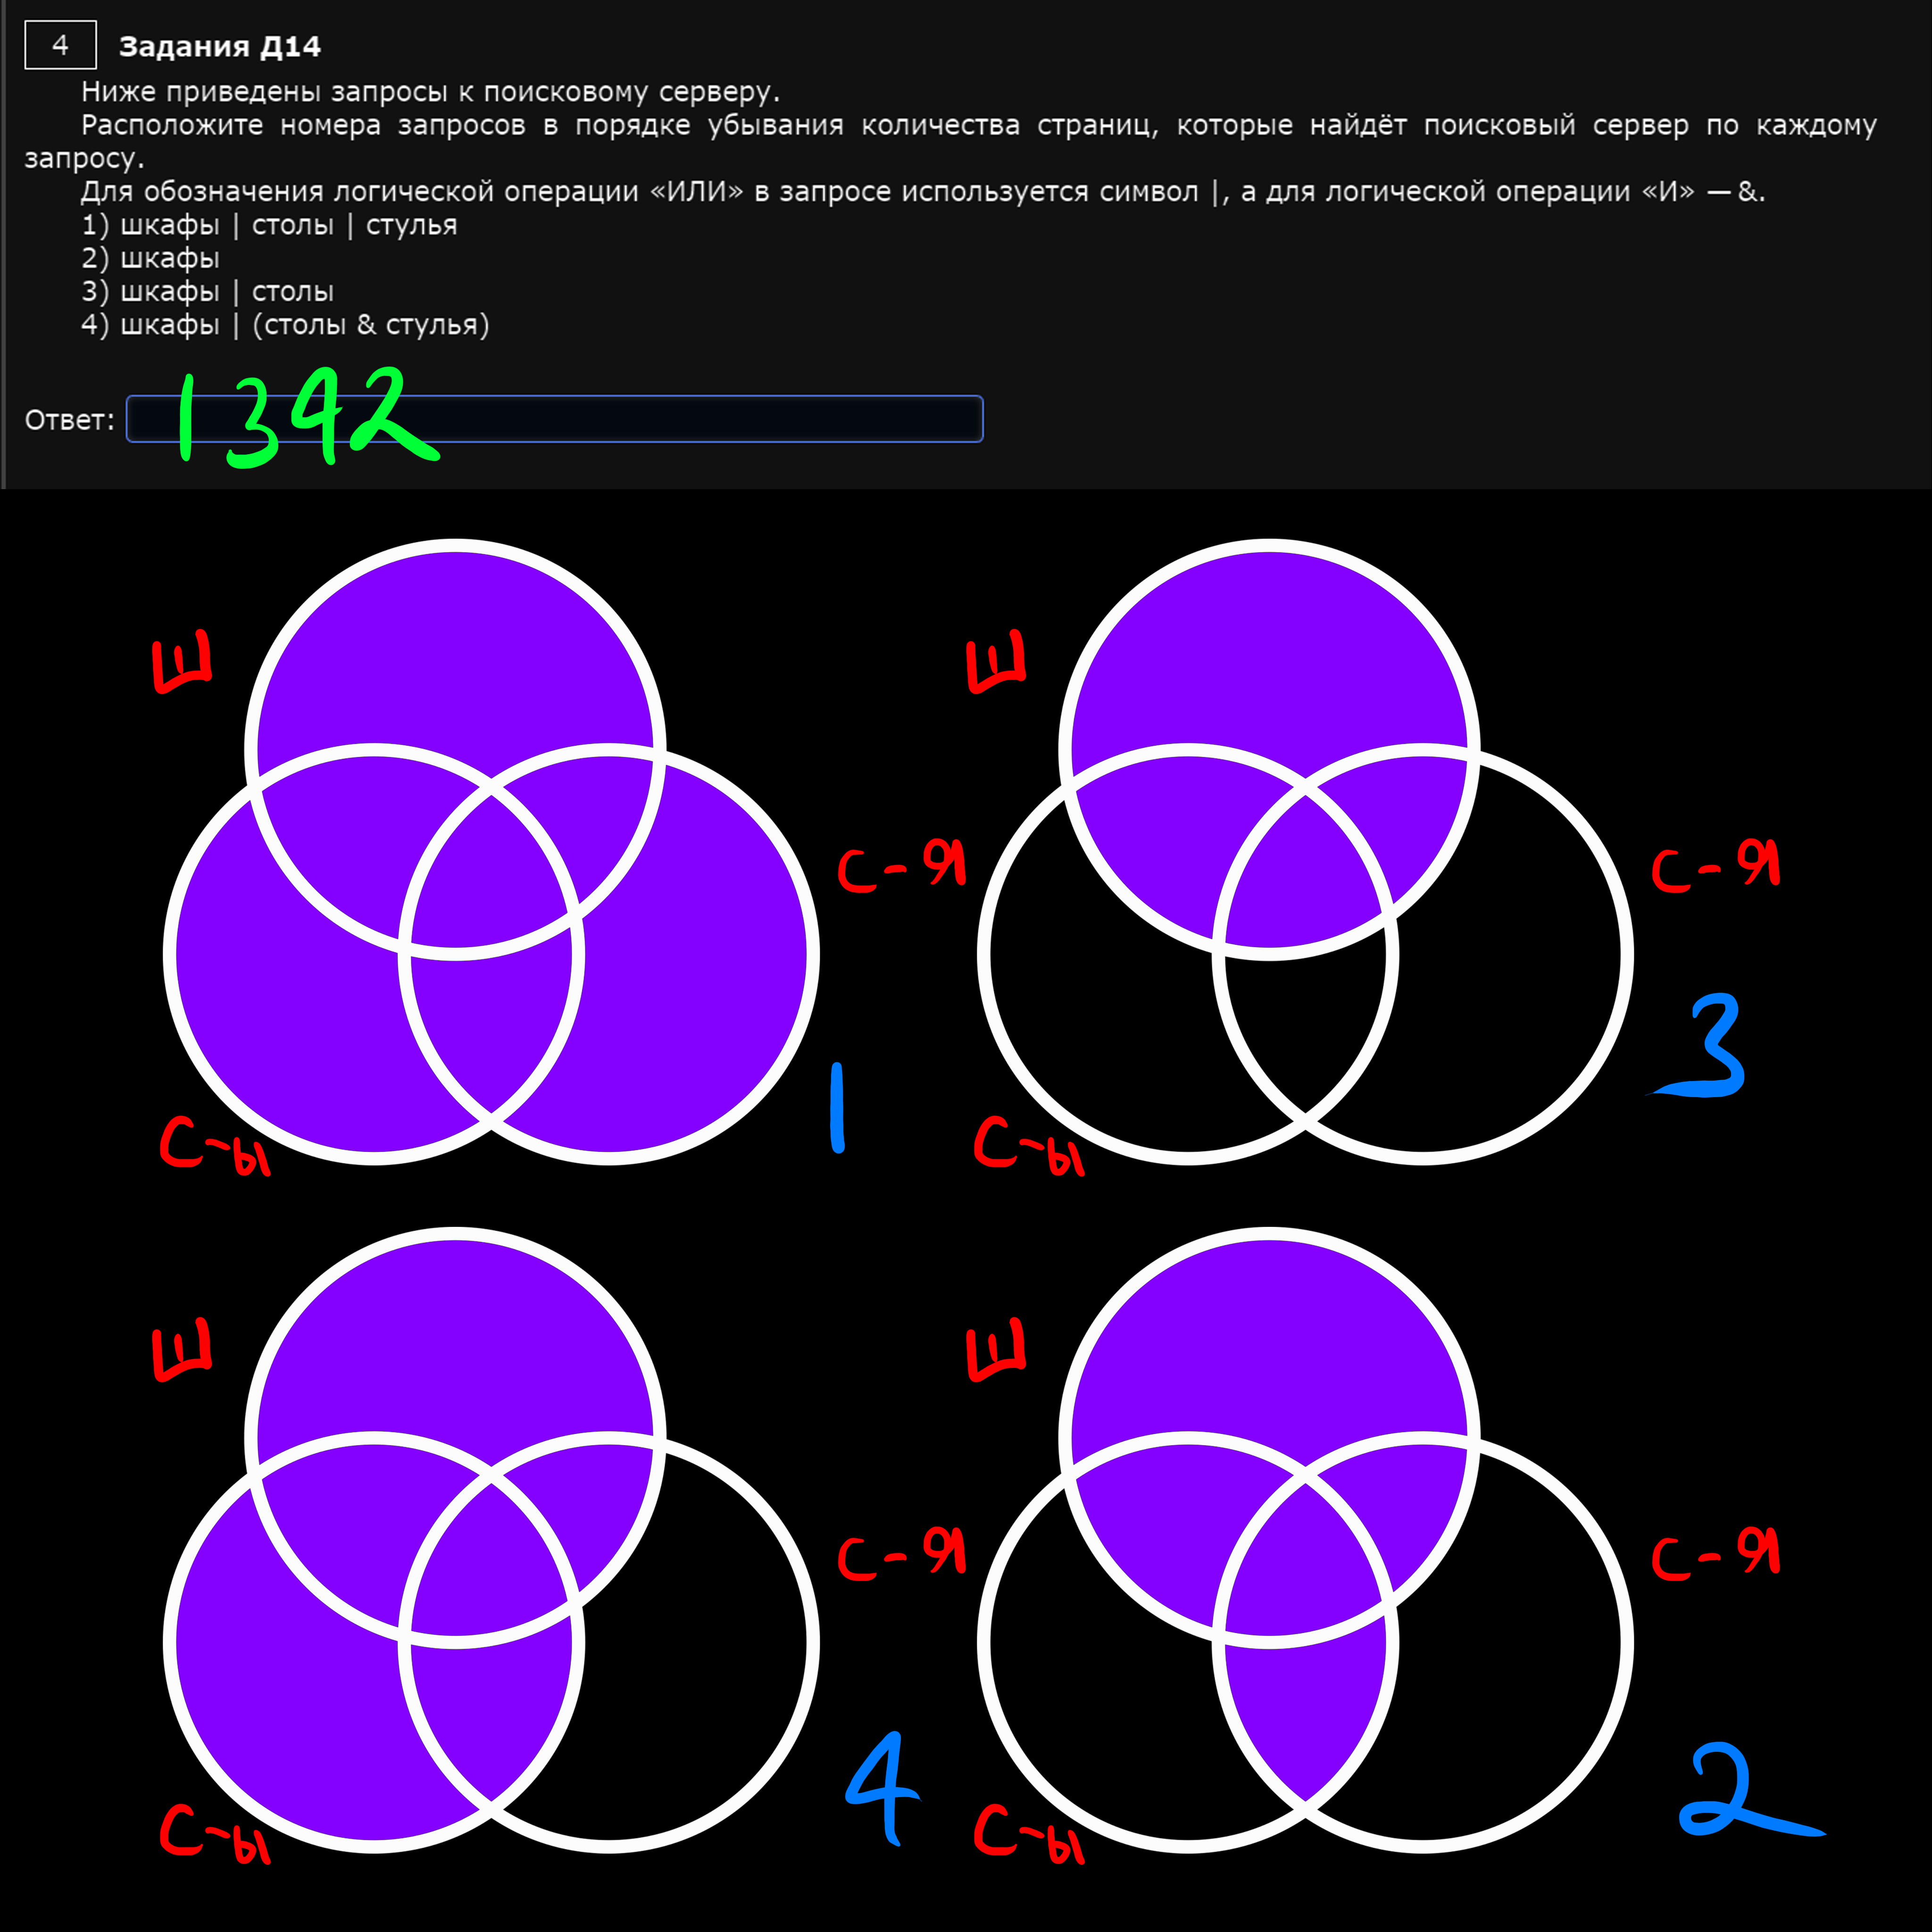 4 Задания Д14
Ниже приведены запросы к поисковому серверу.
Расположите номера запросов в порядке убывания количества страниц, которые найдёт поисковый сервер по каждому
запросу.
Для обозначения логической операции «ИЛИ» в запросе используется символ |, а для логической операции «И» — &.
1) шкафы | столы | стулья
2) шкафы
3) шкафы | столы
4) шкафы | (столы & стулья)
Ответ: 1342
Ш
Ш
С-Я
С-Я
3
1
С-Ы
С-Ы
Ш
Ш
С-Я
С-Я
4
2
С-Ы
С-Ы